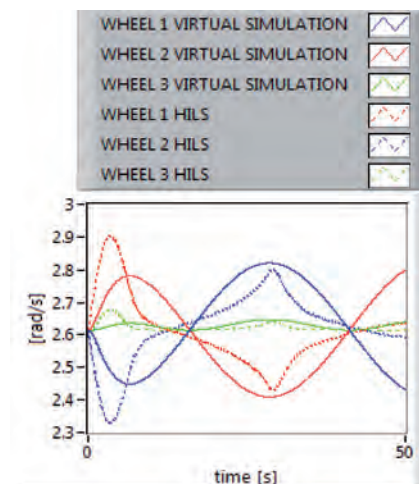 WHEEL 1 VIRTUAL SIMULATION
WHEEL 2 VIRTUAL SIMULATION
WHEEL 3 VIRTUAL SIMULATION
WHEEL 1 HILS
WHEEL 2 HILS
WHEEL 3 HILS
3
2.9
2.8
2.7
2.6
2.5
2.4
2.3
[rad/s]
0
50
time [s]